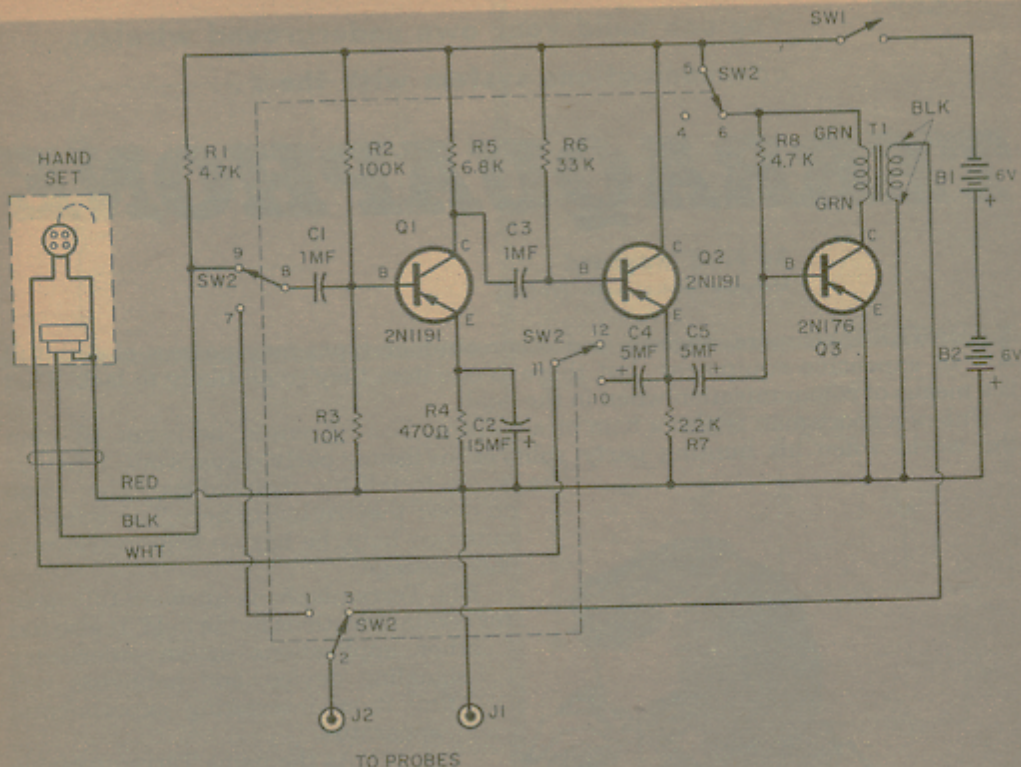 SW1
5
SW2
4
6
BLK
HAND
SET
R1
4.7K
R2
100K
R5
6.8K
R6
33K
R8
4.7K
GRN
T1
GRN
B1
6V
+
C1
1MF
Q1
C
B
E
2N1191
C3
1MF
C
B
E
Q2
2N1191
C
B
E
2N176
Q3
9
SW2
8
7
SW2
12
11
10
C4
5MF
+
C5
5MF
+
B2
6V
+
R3
10K
R4
470Ω
C2
15MF
+
2.2K
R7
RED
BLK
WHT
1
3
SW2
2
J2
J1
TO PROBES